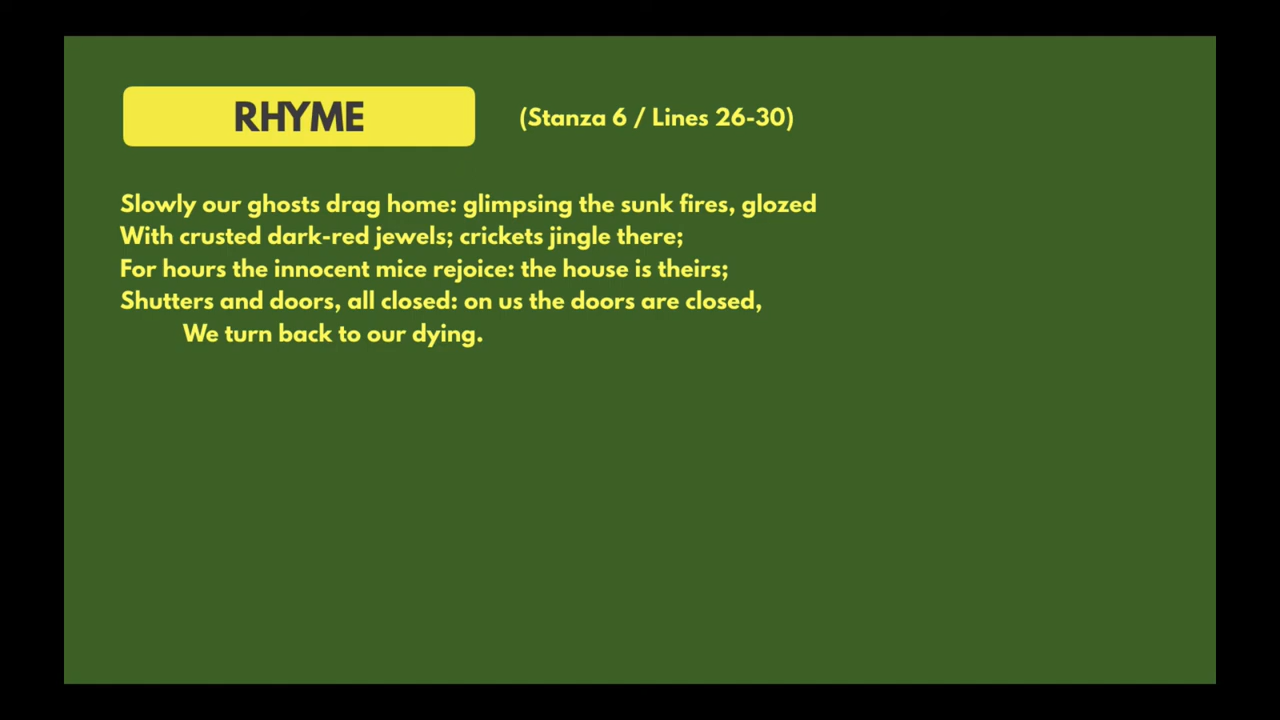 RHYME
(Stanza 6 / Lines 26-30)
Slowly our ghosts drag home: glimpsing the sunk fires, glozed
With crusted dark-red jewels; crickets jingle there;
For hours the innocent mice rejoice: the house is theirs;
Shutters and doors, all closed: on us the doors are closed,
We turn back to our dying.